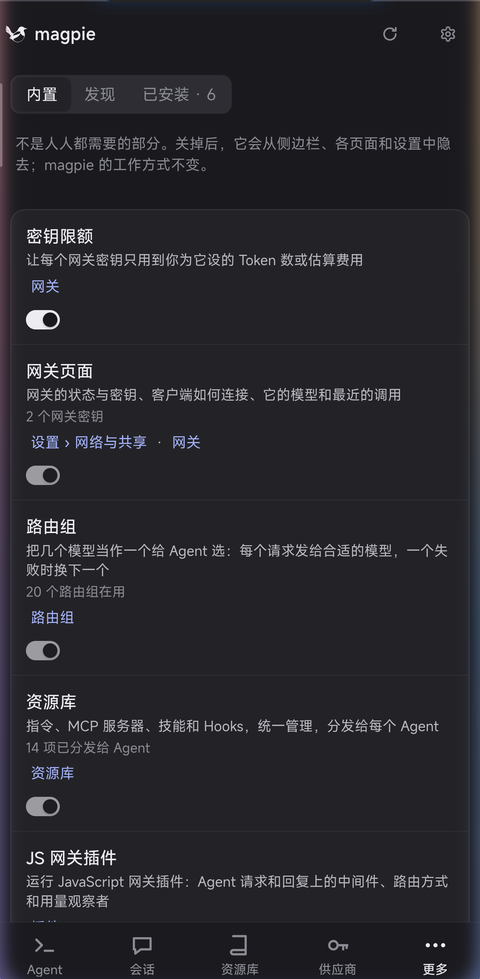 magpie
内置 发现 已安装 · 6
不是人人都需要的部分。关掉后，它会从侧边栏、各页面和设置中隐
去；magpie 的工作方式不变。
密钥限额
让每个网关密钥只用到你为它设的 Token 数或估算费用
网关
网关页面
网关的状态与密钥、客户端如何连接、它的模型和最近的调用
2 个网关密钥
设置 › 网络与共享 · 网关
路由组
把几个模型当作一个给 Agent 选：每个请求发给合适的模型，一个失
败时换下一个
20 个路由组在用
路由组
资源库
指令、MCP 服务器、技能和 Hooks，统一管理，分发给每个 Agent
14 项已分发给 Agent
资源库
JS 网关插件
运行 JavaScript 网关插件：Agent 请求和回复上的中间件、路由方式
和用量观察者
Agent 会话 资源库 供应商 更多